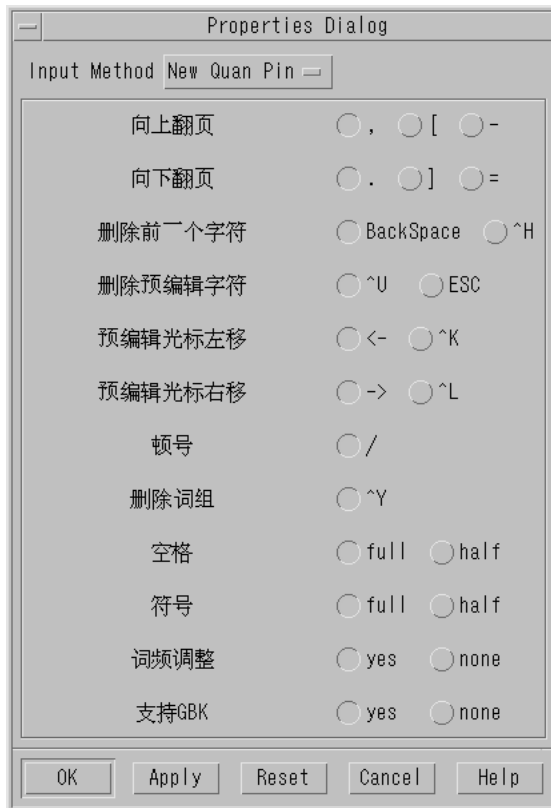 Properties Dialog
Input Method New Quan Pin
向上翻页 , [ -
向下翻页 . ] =
删除前一个字符 BackSpace ^H
删除预编辑字符 ^U ESC
预编辑光标左移 <- ^K
预编辑光标右移 -> ^L
顿号 /
删除词组 ^Y
空格 full half
符号 full half
词频调整 yes none
支持GBK yes none
OK Apply Reset Cancel Help